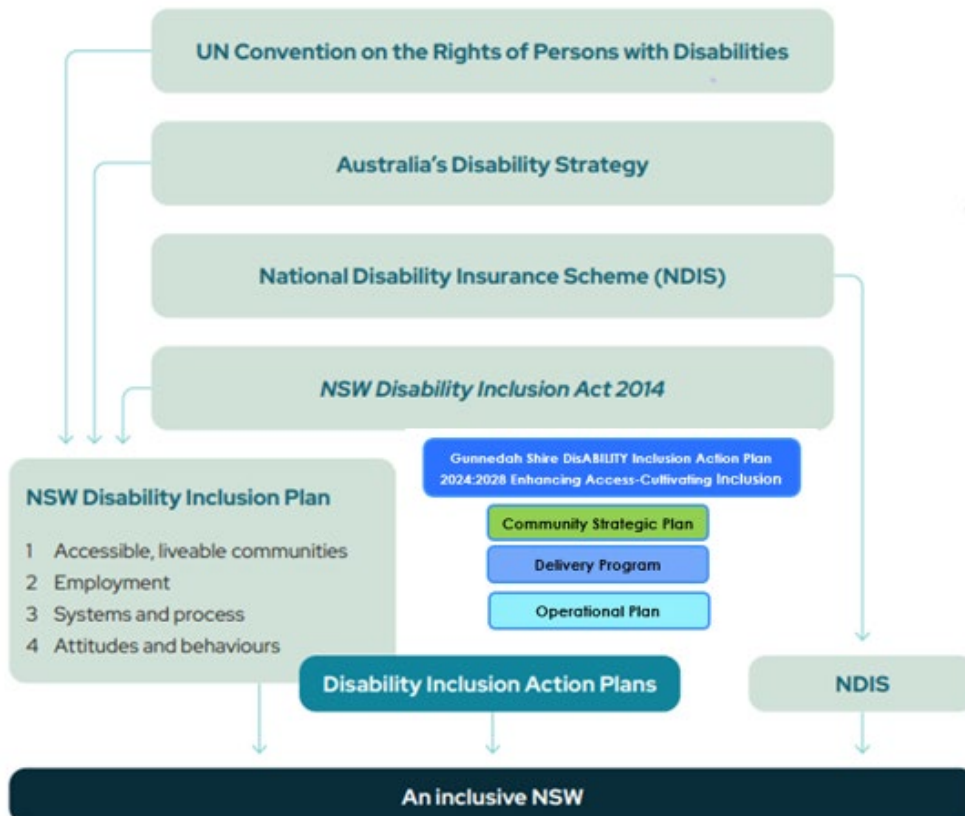 UN Convention on the Rights of Persons with Disabilities
Australia's Disability Strategy
National Disability Insurance Scheme (NDIS)
NSW Disability Inclusion Act 2014
Gunnedah Shire DisABILITY Inclusion Action Plan
2024:2028 Enhancing Access-Cultivating Inclusion
Community Strategic Plan
Delivery Program
Operational Plan
NSW Disability Inclusion Plan
1 Accessible, liveable communities
2 Employment
3 Systems and process
4 Attitudes and behaviours
Disability Inclusion Action Plans
NDIS
An inclusive NSW